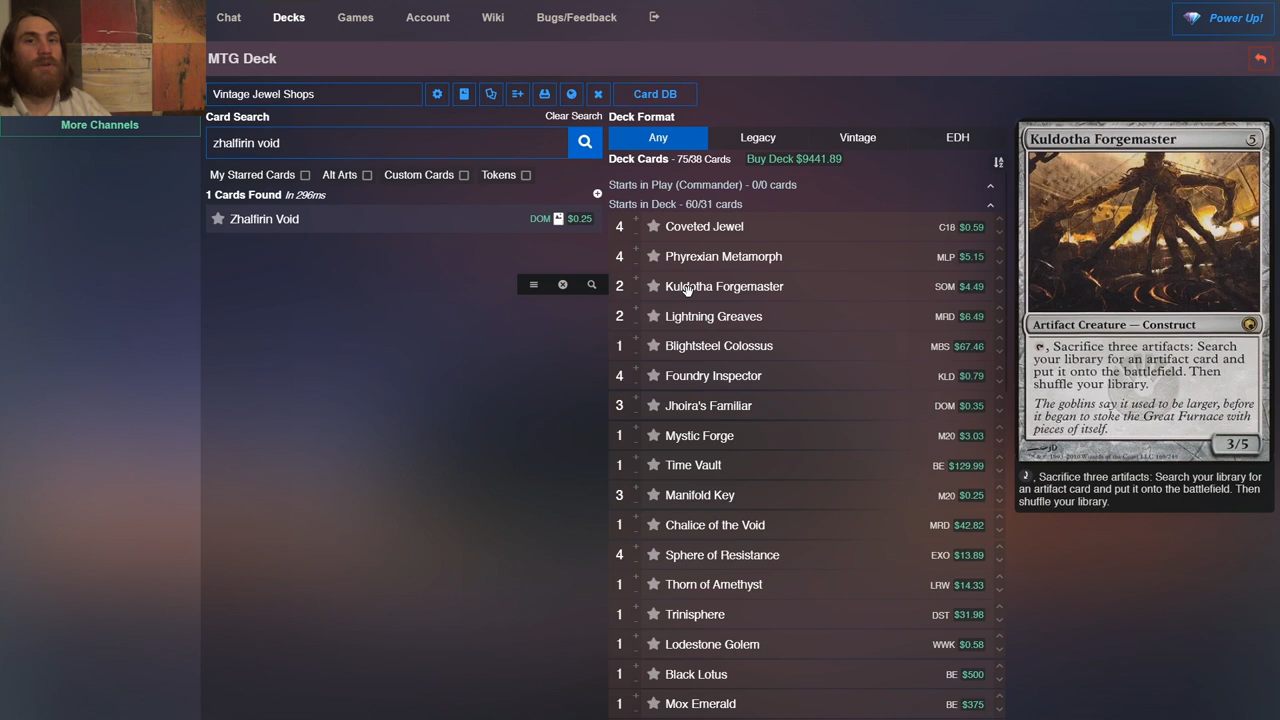 Chat Decks Games Account Wiki Bugs/Feedback Power Up!
MTG Deck
More Channels
Vintage Jewel Shops Card DB
Card Search Clear Search
zhalfirin void
My Starred Cards Alt Arts Custom Cards Tokens
1 Cards Found In 296ms
Zhalfirin Void DOM $0.25
Deck Format
Any Legacy Vintage EDH
Deck Cards - 75/38 Cards Buy Deck $9441.89
Starts in Play (Commander) - 0/0 cards
Starts in Deck - 60/31 cards
4 Coveted Jewel C18 $0.59
4 Phyrexian Metamorph MLP $5.15
2 Kuldotha Forgemaster SOM $4.49
2 Lightning Greaves MRD $6.49
1 Blightsteel Colossus MBS $67.46
4 Foundry Inspector KLD $0.79
3 Jhoira's Familiar DOM $0.35
1 Mystic Forge M20 $3.03
1 Time Vault BE $129.99
3 Manifold Key M20 $0.25
1 Chalice of the Void MRD $42.82
4 Sphere of Resistance EXO $13.89
1 Thorn of Amethyst LRW $14.33
1 Trinisphere DST $31.98
1 Lodestone Golem WWK $0.58
1 Black Lotus BE $500
1 Mox Emerald BE $375
Kuldotha Forgemaster 5
Artifact Creature — Construct
, Sacrifice three artifacts: Search
your library for an artifact card and
put it onto the battlefield. Then
shuffle your library.
The goblins say it used to be larger, before
it began to stoke the Great Furnace with
pieces of itself.
3/5
, Sacrifice three artifacts: Search your library for
an artifact card and put it onto the battlefield. Then
shuffle your library.